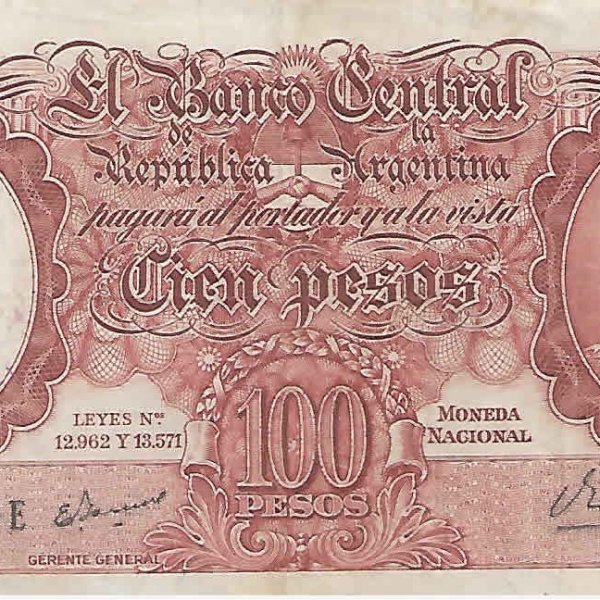 El Banco Central
de la
República Argentina
pagará al portador y a la vista
Cien pesos
LEYES Nos
12.962 Y 13.571
100
PESOS
MONEDA
NACIONAL
E
GERENTE GENERAL